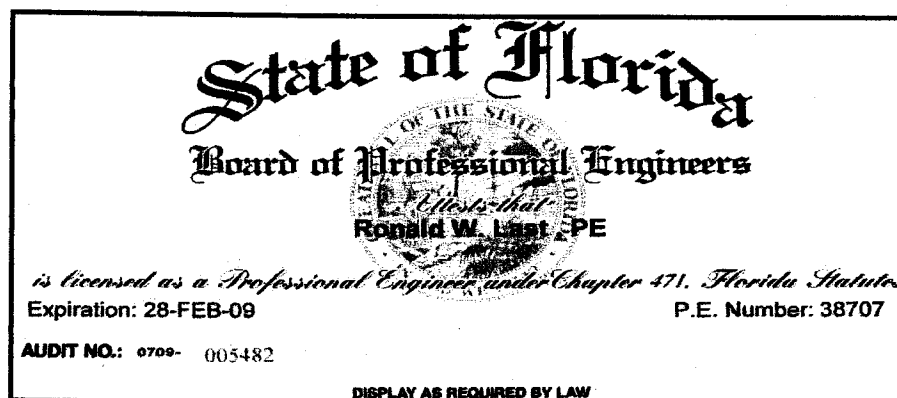 State of Florida
Board of Professional Engineers
Attests that
Ronald W. Last, PE
is licensed as a Professional Engineer under Chapter 471, Florida Statutes
Expiration: 28-FEB-09
P.E. Number: 38707
AUDIT NO.: 0709- 005482
DISPLAY AS REQUIRED BY LAW